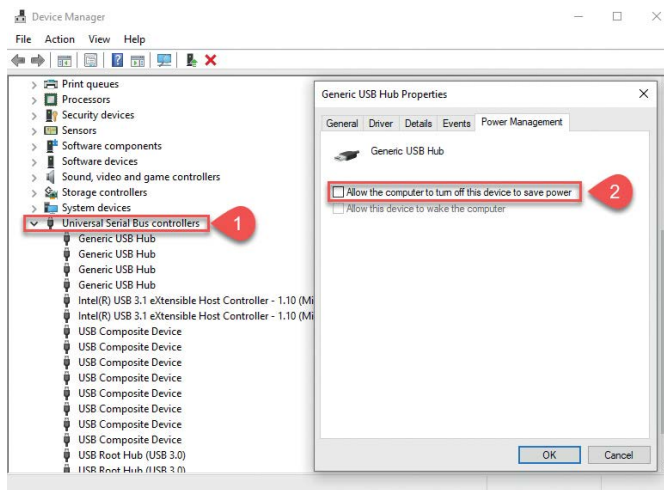 Device Manager
File Action View Help
Print queues
Processors
Security devices
Sensors
Software components
Software devices
Sound, video and game controllers
Storage controllers
System devices
Universal Serial Bus controllers
1
Generic USB Hub
Generic USB Hub
Generic USB Hub
Generic USB Hub
Intel(R) USB 3.1 eXtensible Host Controller - 1.10 (Mi
Intel(R) USB 3.1 eXtensible Host Controller - 1.10 (Mi
USB Composite Device
USB Composite Device
USB Composite Device
USB Composite Device
USB Composite Device
USB Composite Device
USB Composite Device
USB Composite Device
USB Root Hub (USB 3.0)
USB Root Hub (USB 3.0)
Generic USB Hub Properties
General Driver Details Events Power Management
Generic USB Hub
Allow the computer to turn off this device to save power
2
Allow this device to wake the computer
OK Cancel